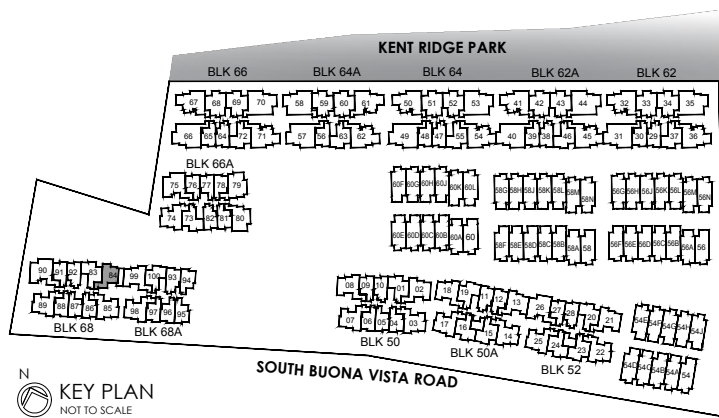 KENT RIDGE PARK
BLK 66 BLK 64A BLK 64 BLK 62A BLK 62
67 68 69 70 58 59 60 61 50 51 52 53 41 42 43 44 32 33 34 35
66 65 64 72 71 57 56 63 62 49 48 47 55 54 40 39 38 46 45 31 30 29 37 36
BLK 66A
75 76 77 78 79 60F 60G 60H 60J 60K 60L 58G 58H 58J 58K 58L 58M 58N 56G 56H 56J 56K 56L 56M 56N
74 73 82 81 80 60E 60D 60C 60B 60A 60 58F 58E 58D 58C 58B 58A 58 56F 56E 56D 56C 56B 56A 56
90 91 92 83 84 99 100 93 94 08 09 10 01 02 18 19 11 12 13 26 27 28 20 21 54E 54F 54G 54H 54J
89 88 87 86 85 98 97 96 95 07 06 05 04 03 17 16 15 14 25 24 23 22 54D 54C 54B 54A 54
BLK 68 BLK 68A BLK 50 BLK 50A BLK 52
SOUTH BUONA VISTA ROAD
N
KEY PLAN
NOT TO SCALE